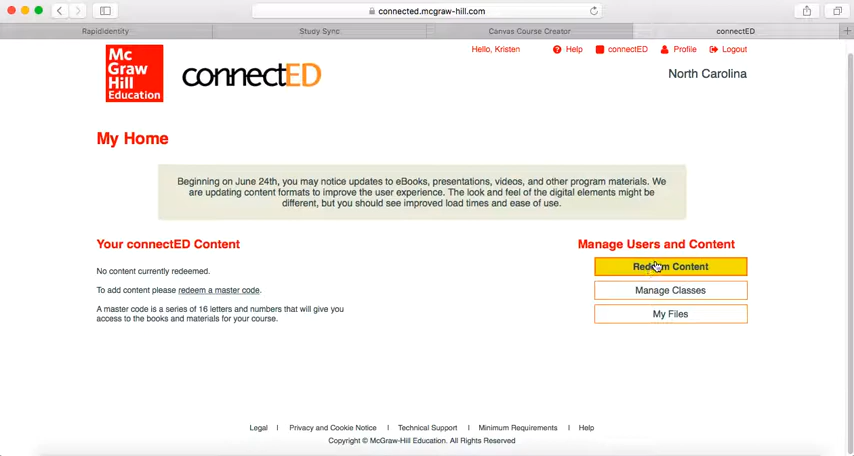 connected.mcgraw-hill.com
RapidIdentity
Study Sync
Canvas Course Creator
connectED
Hello, Kristen
Help
connectED
Profile
Logout
Mc
Graw
Hill
Education
connectED
North Carolina
My Home
Beginning on June 24th, you may notice updates to eBooks, presentations, videos, and other program materials. We
are updating content formats to improve the user experience. The look and feel of the digital elements might be
different, but you should see improved load times and ease of use.
Your connectED Content
No content currently redeemed.
To add content please redeem a master code.
A master code is a series of 16 letters and numbers that will give you
access to the books and materials for your course.
Manage Users and Content
Redeem Content
Manage Classes
My Files
Legal | Privacy and Cookie Notice | Technical Support | Minimum Requirements | Help
Copyright © McGraw-Hill Education. All Rights Reserved